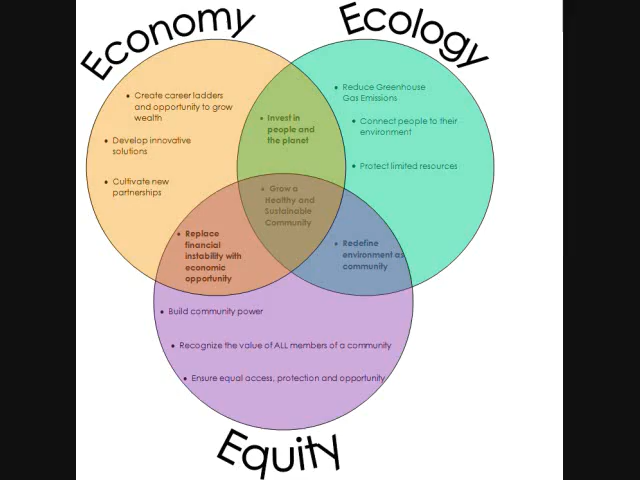 Economy
Ecology
• Create career ladders
and opportunity to grow
wealth
• Develop innovative
solutions
• Cultivate new
partnerships
• Invest in
people and
the planet
• Reduce Greenhouse
Gas Emissions
• Connect people to their
environment
• Protect limited resources
• Grow a
Healthy and
Sustainable
Community
• Replace
financial
instability with
economic
opportunity
• Redefine
environment as
community
• Build community power
• Recognize the value of ALL members of a community
• Ensure equal access, protection and opportunity
Equity